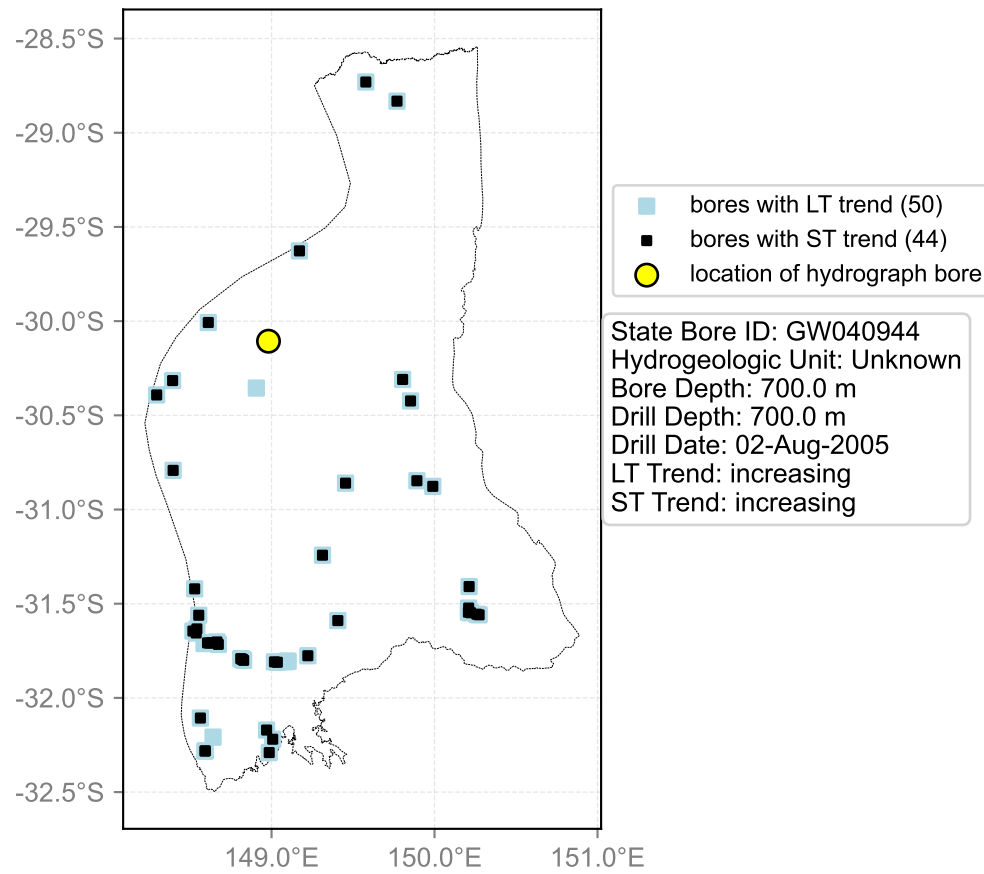 -28.5°S
-29.0°S
-29.5°S
-30.0°S
-30.5°S
-31.0°S
-31.5°S
-32.0°S
-32.5°S
149.0°E
150.0°E
151.0°E
bores with LT trend (50)
bores with ST trend (44)
location of hydrograph bore
State Bore ID: GW040944
Hydrogeologic Unit: Unknown
Bore Depth: 700.0 m
Drill Depth: 700.0 m
Drill Date: 02-Aug-2005
LT Trend: increasing
ST Trend: increasing